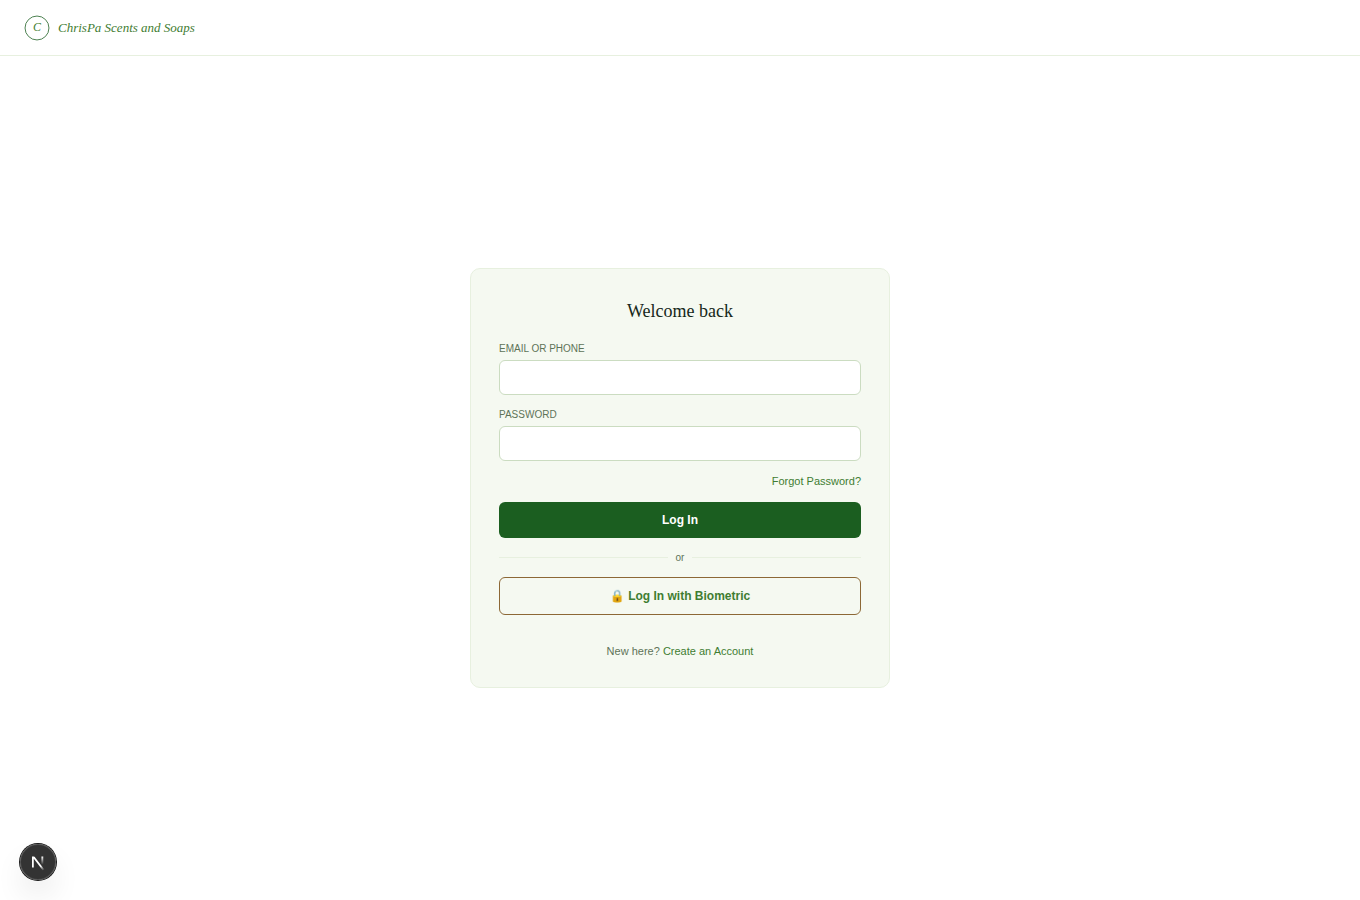 C ChrisPa Scents and Soaps
Welcome back
EMAIL OR PHONE
PASSWORD
Forgot Password?
Log In
or
🔒 Log In with Biometric
New here? Create an Account
N